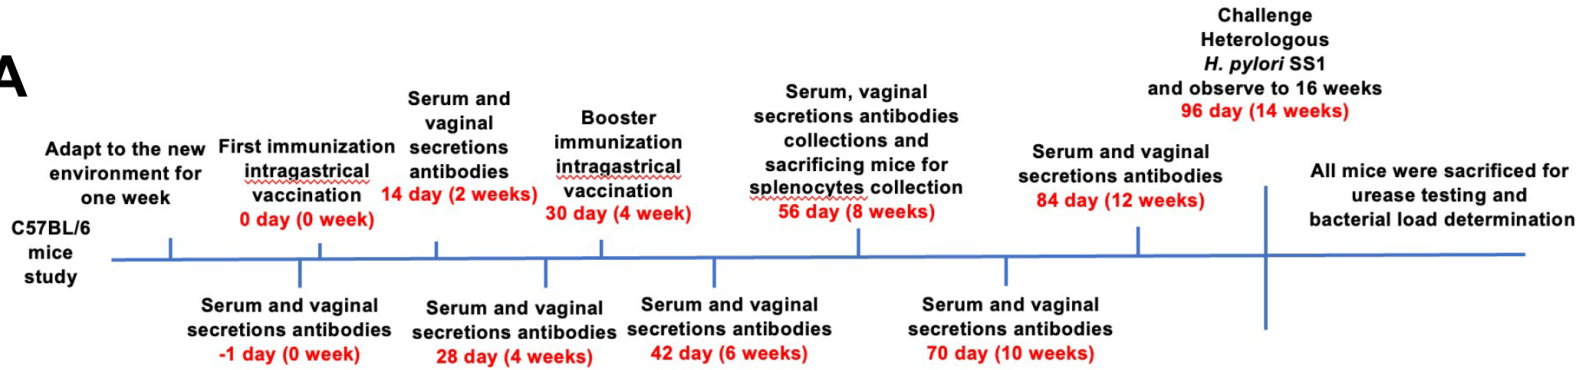 A
Adapt to the new
environment for
one week
First immunization
intragastrical
vaccination
0 day (0 week)
Serum and
vaginal
secretions
antibodies
14 day (2 weeks)
Booster
immunization
intragastrical
vaccination
30 day (4 week)
Serum, vaginal
secretions antibodies
collections and
sacrificing mice for
splenocytes collection
56 day (8 weeks)
Serum and vaginal
secretions antibodies
84 day (12 weeks)
Challenge
Heterologous
H. pylori SS1
and observe to 16 weeks
96 day (14 weeks)
All mice were sacrificed for
urease testing and
bacterial load determination
C57BL/6
mice
study
Serum and vaginal
secretions antibodies
-1 day (0 week)
Serum and vaginal
secretions antibodies
28 day (4 weeks)
Serum and vaginal
secretions antibodies
42 day (6 weeks)
Serum and vaginal
secretions antibodies
70 day (10 weeks)